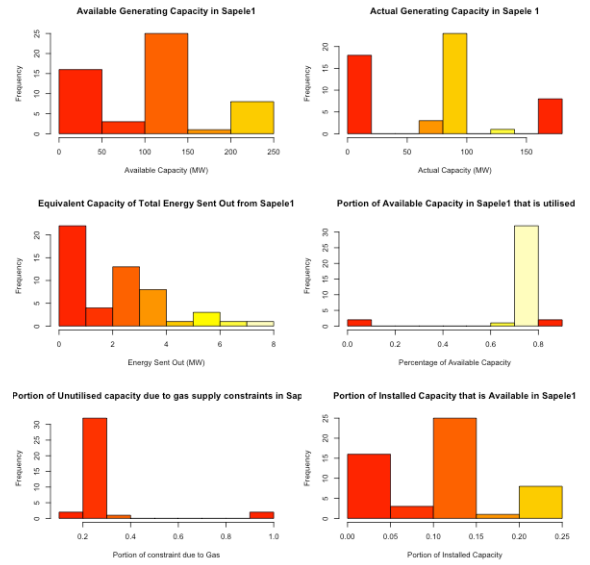 Available Generating Capacity in Sapele1
Frequency
0 5 10 15 20 25
0 50 100 150 200 250
Available Capacity (MW)
Actual Generating Capacity in Sapele 1
Frequency
0 5 10 15 20
0 50 100 150
Actual Capacity (MW)
Equivalent Capacity of Total Energy Sent Out from Sapele1
Frequency
0 5 10 15 20
0 2 4 6 8
Energy Sent Out (MW)
Portion of Available Capacity in Sapele1 that is utilised
Frequency
0 5 10 15 20 25 30
0.0 0.2 0.4 0.6 0.8
Percentage of Available Capacity
Portion of Unutilised capacity due to gas supply constraints in Sap
Frequency
0 5 10 15 20 25 30
0.2 0.4 0.6 0.8 1.0
Portion of constraint due to Gas
Portion of Installed Capacity that is Available in Sapele1
Frequency
0 5 10 15 20 25
0.00 0.05 0.10 0.15 0.20 0.25
Portion of Installed Capacity